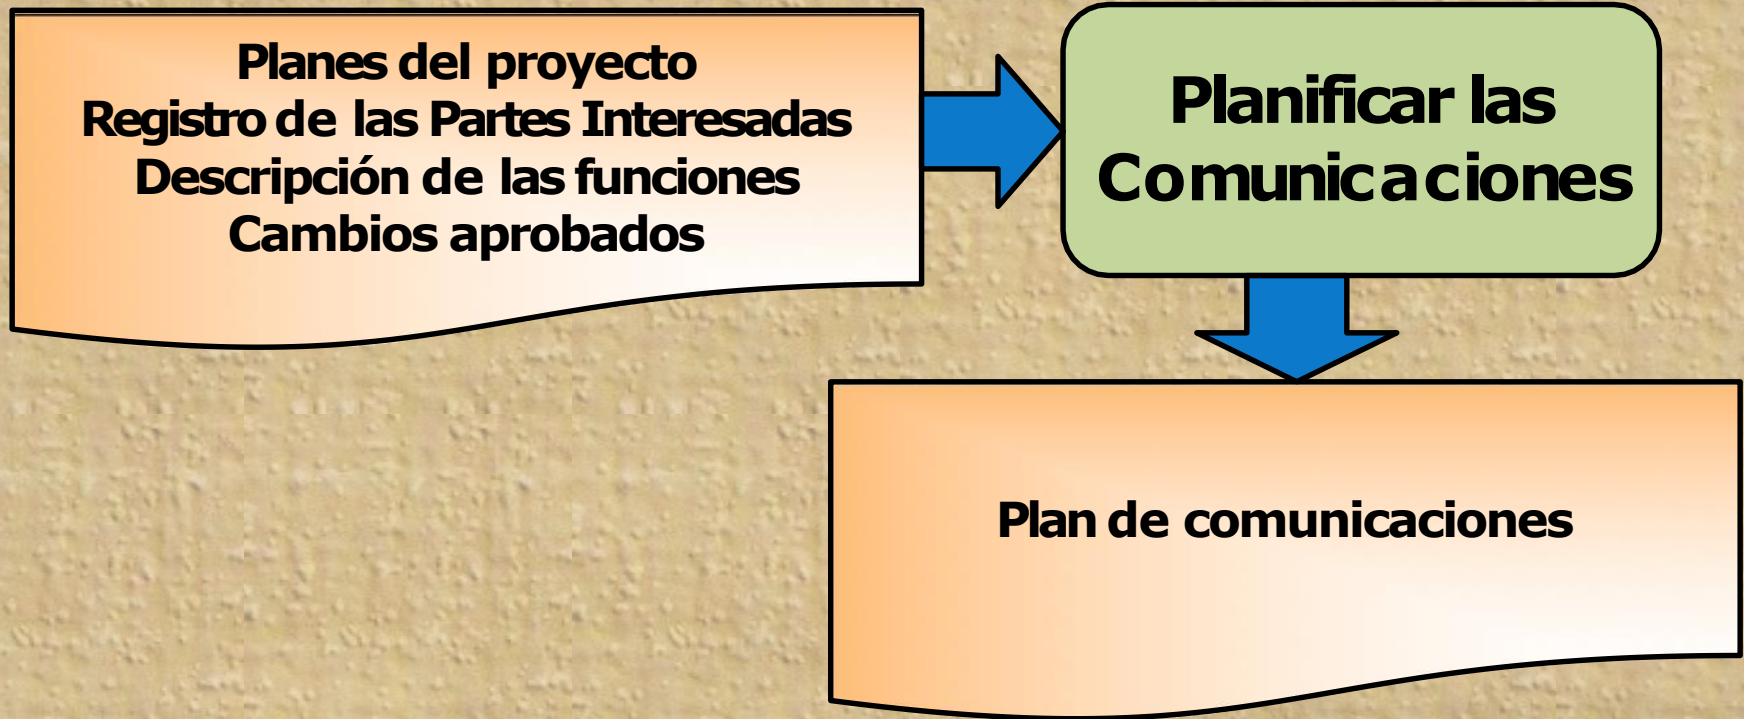 Planes del proyecto
Registro de las Partes Interesadas
Descripción de las funciones
Cambios aprobados
Planificar las
Comunicaciones
Plan de comunicaciones